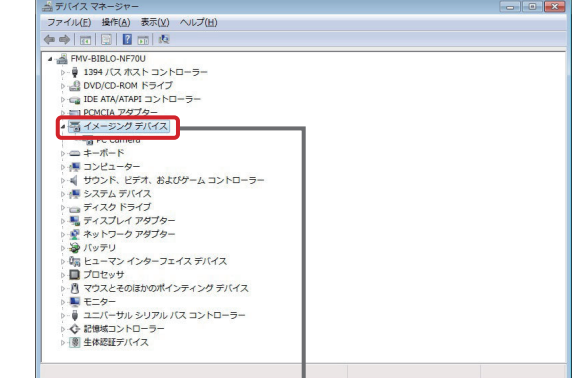 デバイス マネージャー
ファイル(F) 操作(A) 表示(V) ヘルプ(H)
FMV-BIBLO-NF70U
1394 バス ホスト コントローラー
DVD/CD-ROM ドライブ
IDE ATA/ATAPI コントローラー
PCMCIA アダプター
イメージング デバイス
PC Camera
キーボード
コンピューター
サウンド、ビデオ、およびゲーム コントローラー
システム デバイス
ディスク ドライブ
ディスプレイ アダプター
ネットワーク アダプター
バッテリ
ヒューマン インターフェイス デバイス
プロセッサ
マウスとそのほかのポインティング デバイス
モニター
ユニバーサル シリアル バス コントローラー
記憶域コントローラー
生体認証デバイス